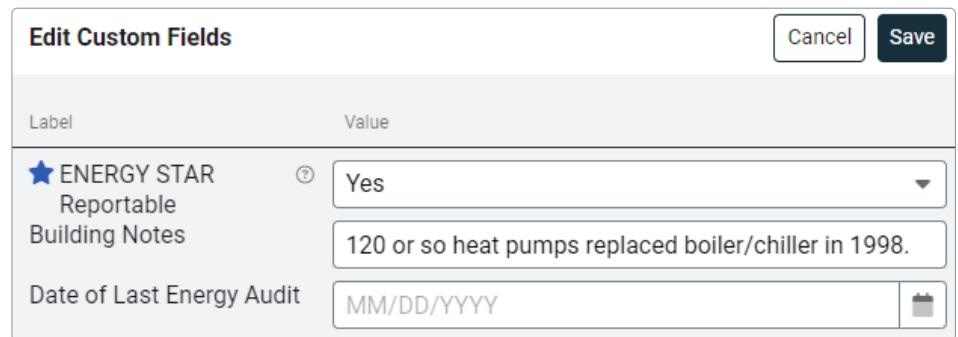 Edit Custom Fields Cancel Save
Label Value
ENERGY STAR ? Yes
Reportable
Building Notes 120 or so heat pumps replaced boiler/chiller in 1998.
Date of Last Energy Audit MM/DD/YYYY